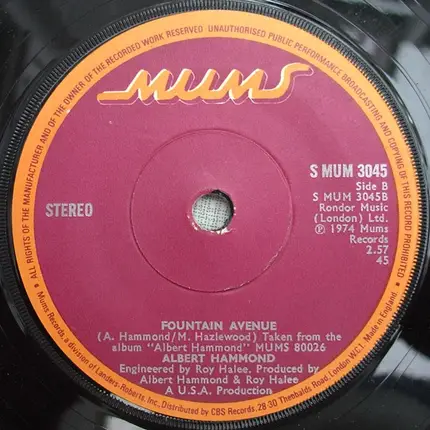 ALL RIGHTS OF THE MANUFACTURER AND OF THE OWNER OF THE RECORDED WORK RESERVED · UNAUTHORISED PUBLIC PERFORMANCE BROADCASTING AND COPYING OF THIS RECORD PROHIBITED
MUMS
S MUM 3045
Side B
S MUM 3045B
Rondor Music
(London) Ltd.
℗ 1974 Mums
Records
2.57
45
STEREO
FOUNTAIN AVENUE
(A. Hammond/M. Hazlewood) Taken from the
album "Albert Hammond" MUMS 80026
ALBERT HAMMOND
Engineered by Roy Halee, Produced by
Albert Hammond & Roy Halee
A U.S.A. Production
Mums Records, a division of Landers-Roberts, Inc., Distributed by CBS Records, 28-30 Theobalds Road, London W.C.1. Made in England